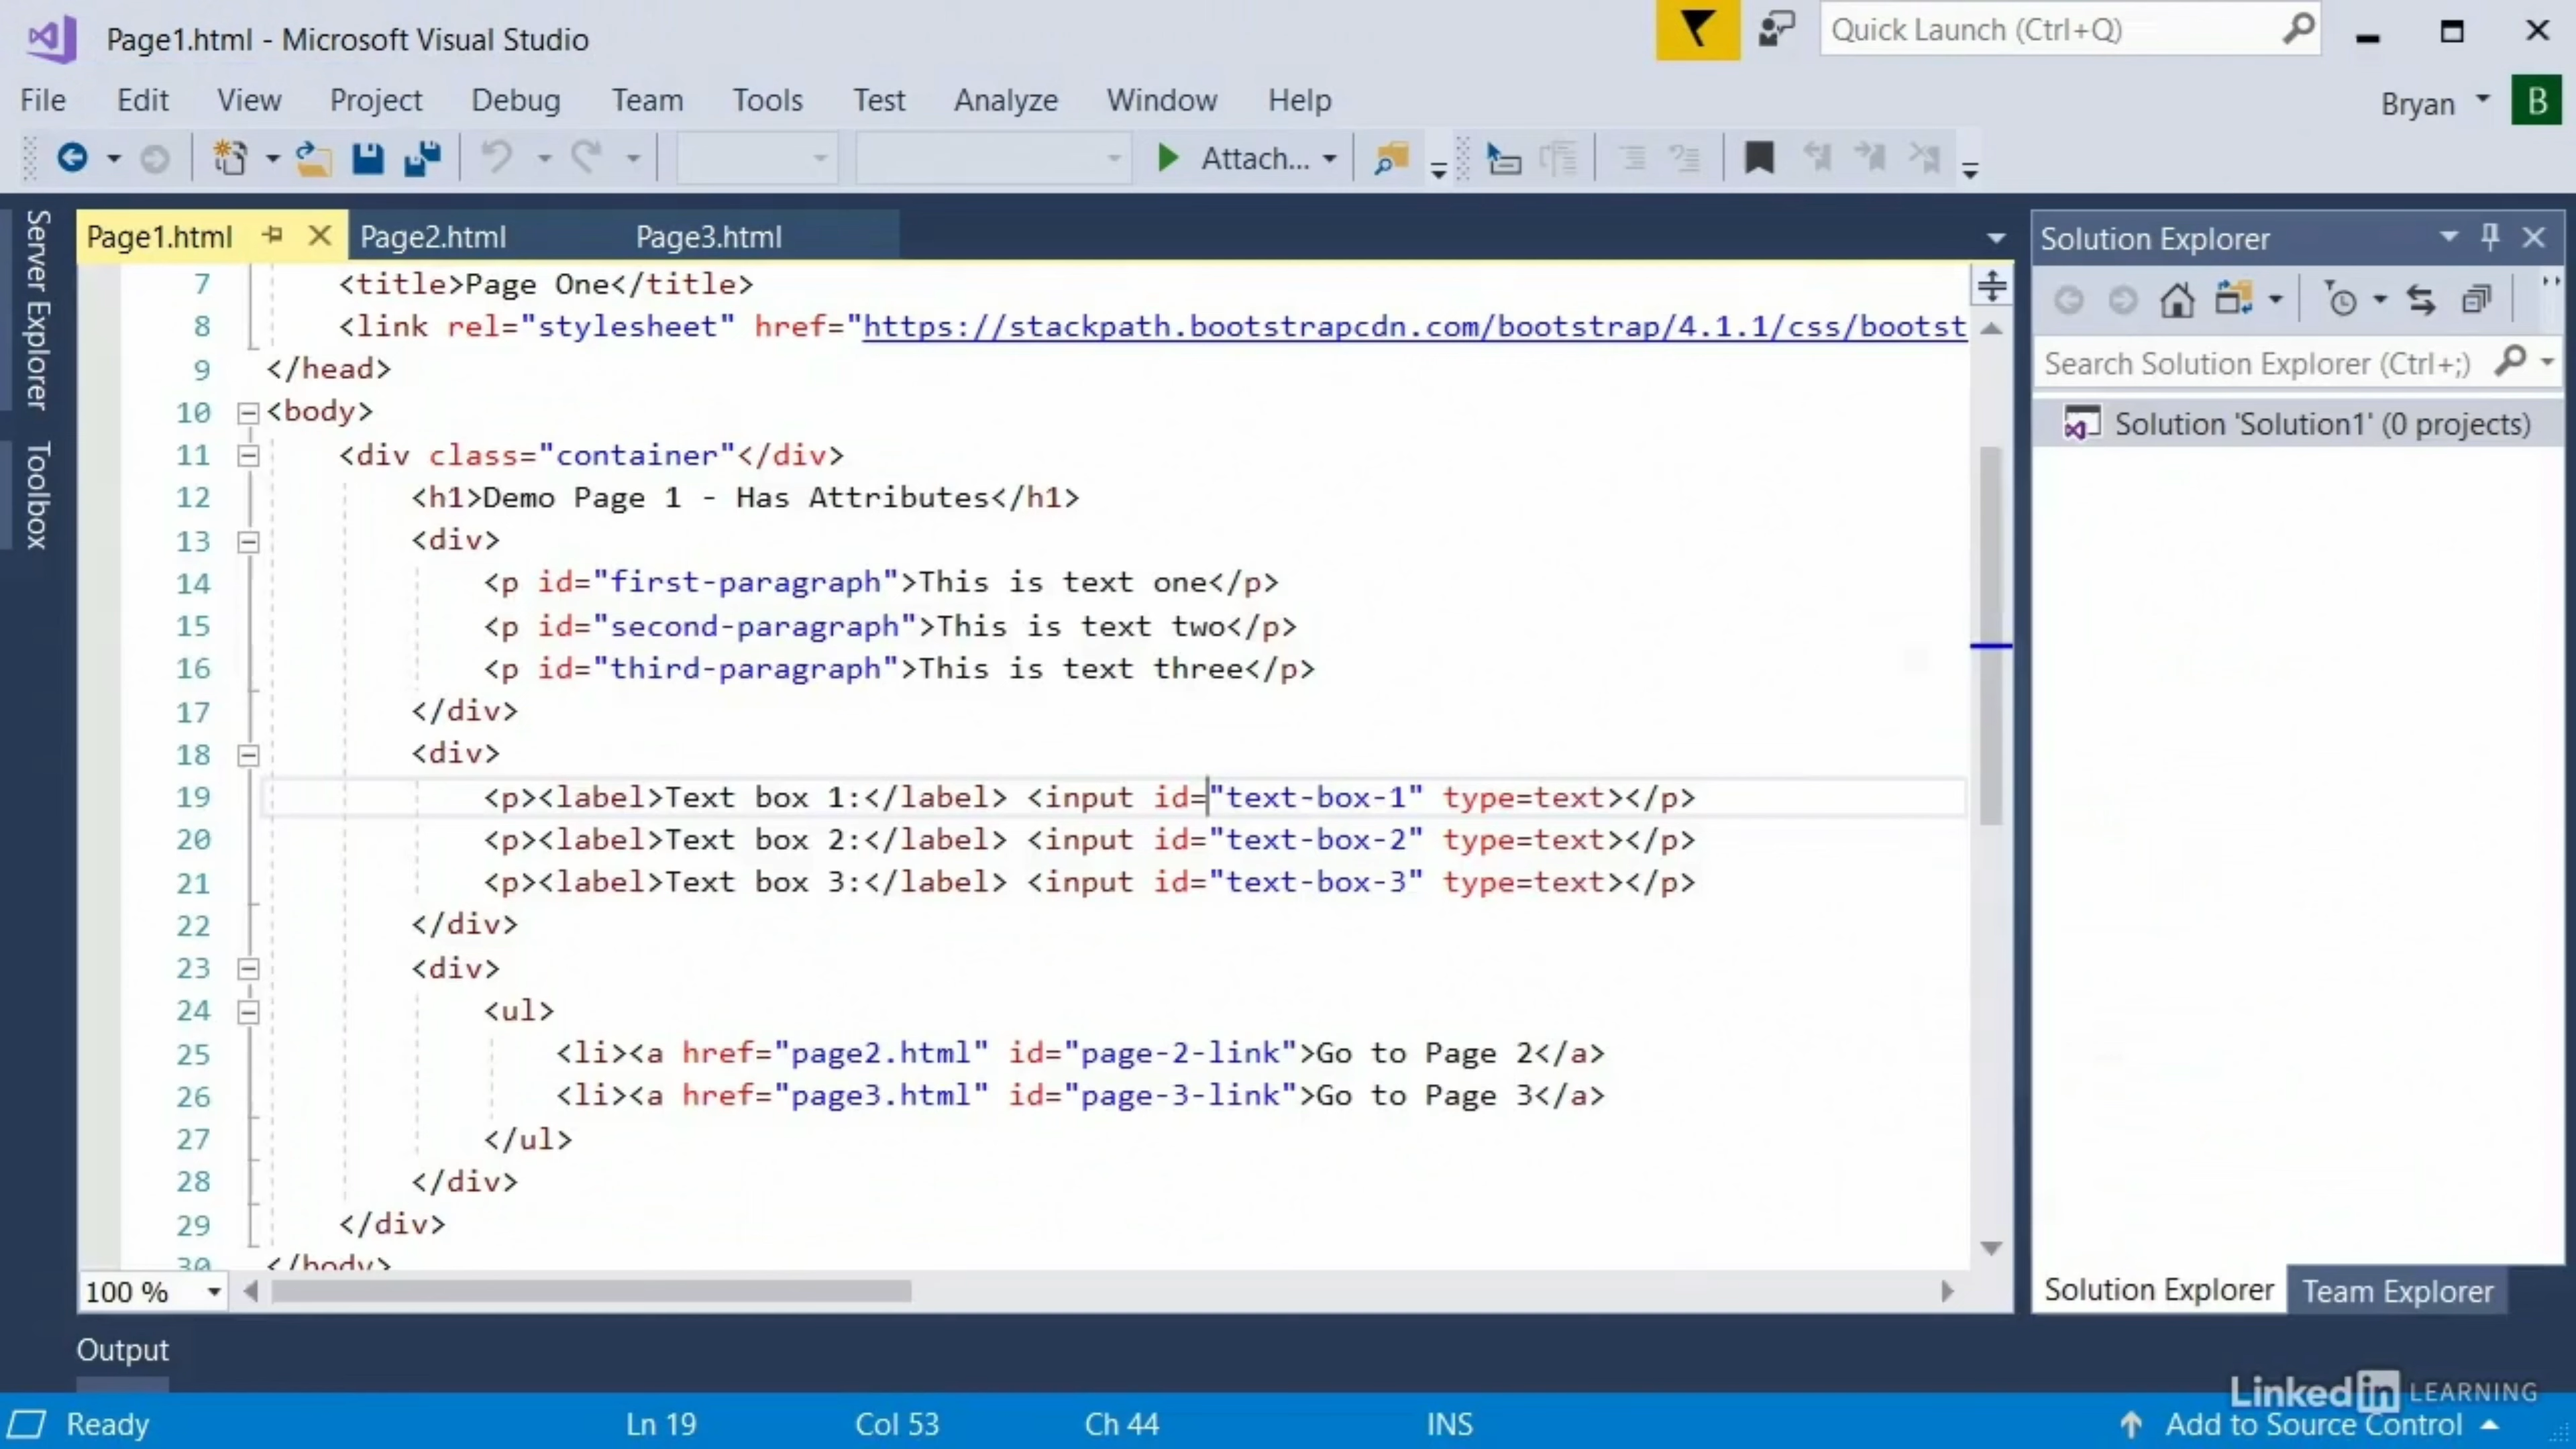 Page1.html - Microsoft Visual Studio
Quick Launch (Ctrl+Q)
File Edit View Project Debug Team Tools Test Analyze Window Help
Bryan B
Attach...
Server Explorer
Toolbox
Page1.html Page2.html Page3.html
7 <title>Page One</title>
8 <link rel="stylesheet" href="https://stackpath.bootstrapcdn.com/bootstrap/4.1.1/css/bootst
9 </head>
10 <body>
11 <div class="container"</div>
12 <h1>Demo Page 1 - Has Attributes</h1>
13 <div>
14 <p id="first-paragraph">This is text one</p>
15 <p id="second-paragraph">This is text two</p>
16 <p id="third-paragraph">This is text three</p>
17 </div>
18 <div>
19 <p><label>Text box 1:</label> <input id="text-box-1" type=text></p>
20 <p><label>Text box 2:</label> <input id="text-box-2" type=text></p>
21 <p><label>Text box 3:</label> <input id="text-box-3" type=text></p>
22 </div>
23 <div>
24 <ul>
25 <li><a href="page2.html" id="page-2-link">Go to Page 2</a>
26 <li><a href="page3.html" id="page-3-link">Go to Page 3</a>
27 </ul>
28 </div>
29 </div>
30 </body>
100 %
Solution Explorer
Search Solution Explorer (Ctrl+;)
Solution 'Solution1' (0 projects)
Solution Explorer Team Explorer
Output
Linked in LEARNING
Ready Ln 19 Col 53 Ch 44 INS Add to Source Control